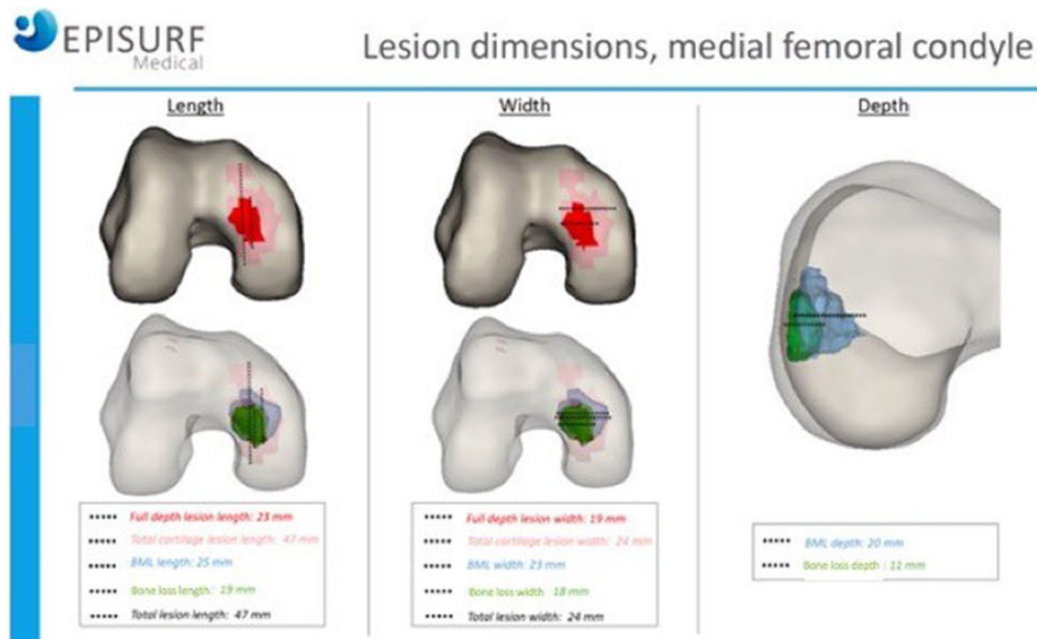 EPISURF
Medical
Lesion dimensions, medial femoral condyle
Length
Full depth lesion length: 23 mm
Total cartilage lesion length: 47 mm
BML length: 25 mm
Bone loss length: 19 mm
Total lesion length: 47 mm
Width
Full depth lesion width: 19 mm
Total cartilage lesion width: 24 mm
BML width: 23 mm
Bone loss width 18 mm
Total lesion width: 24 mm
Depth
BML depth: 20 mm
Bone loss depth : 11 mm